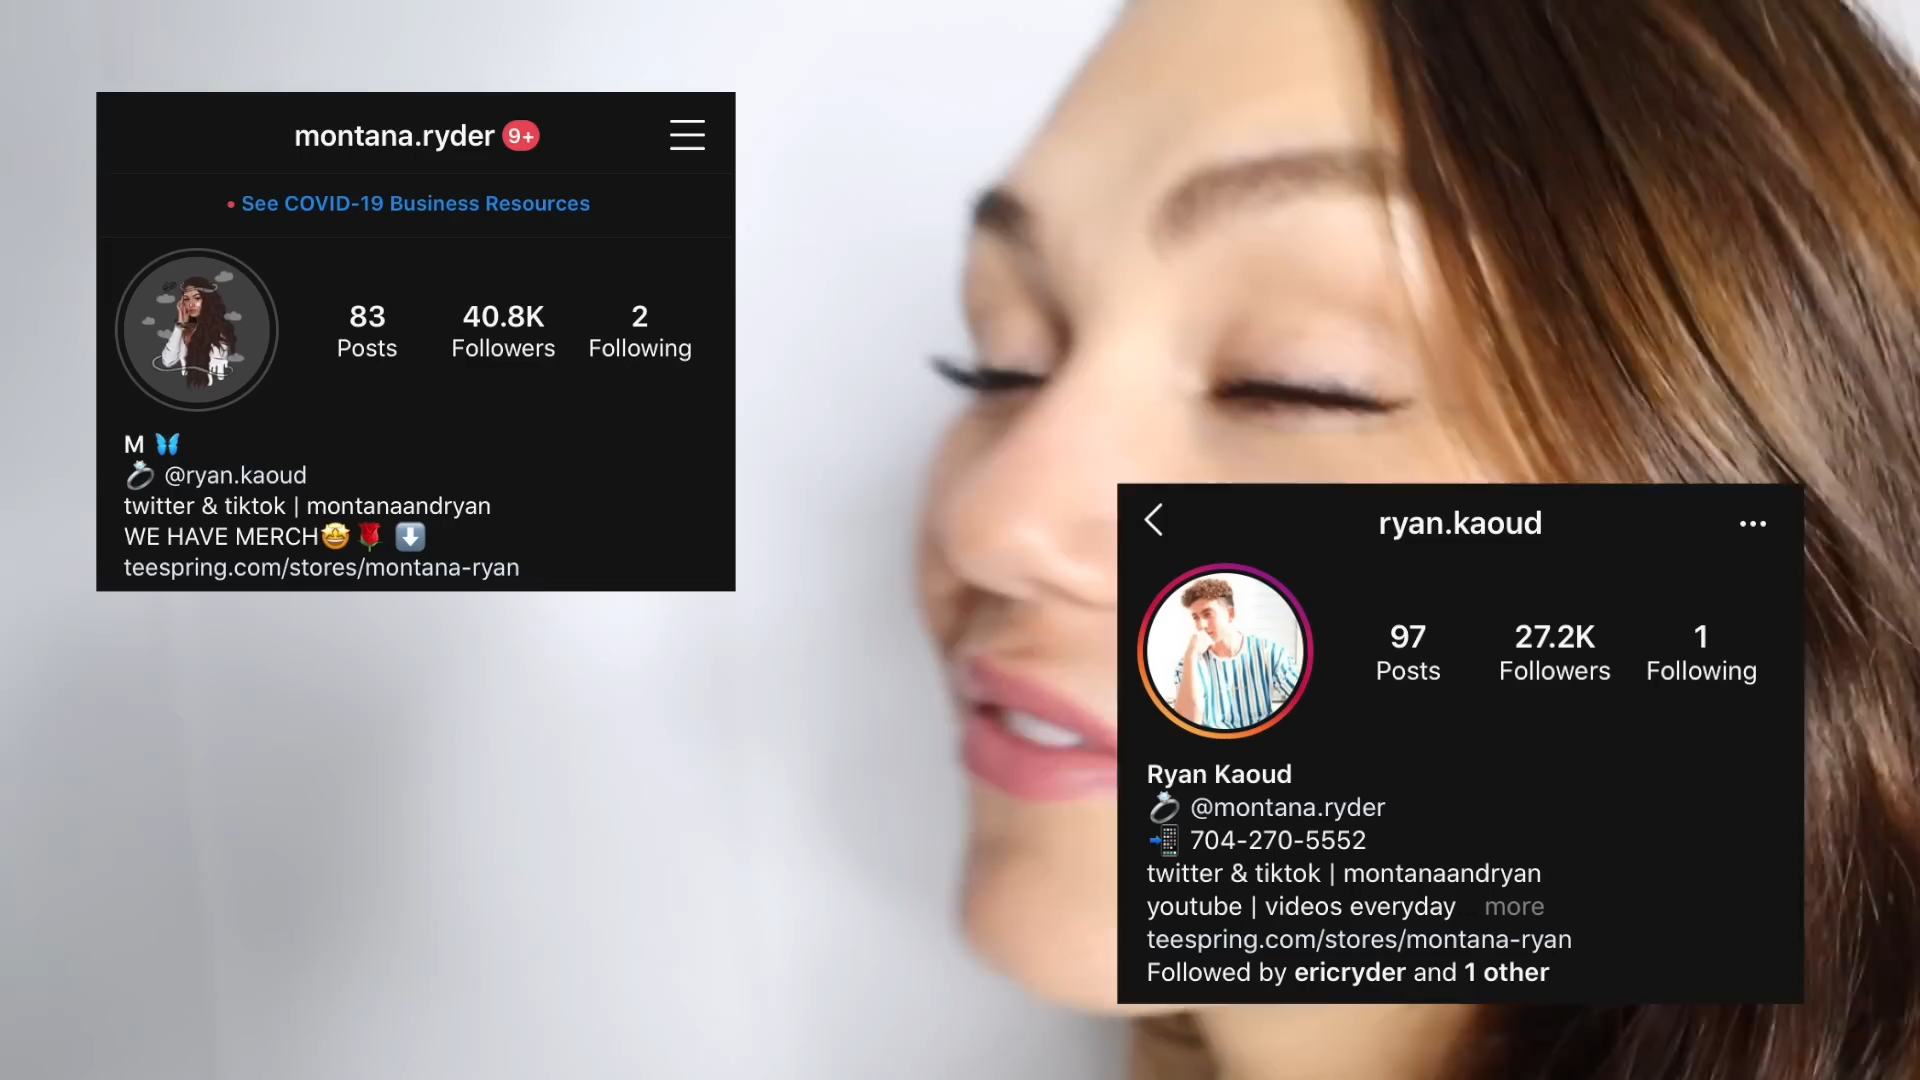 montana.ryder 9+
• See COVID-19 Business Resources
83 40.8K 2
Posts Followers Following
M 🦋
💍 @ryan.kaoud
twitter & tiktok | montanaandryan
WE HAVE MERCH🤩🌹 ⬇️
teespring.com/stores/montana-ryan
ryan.kaoud
97 27.2K 1
Posts Followers Following
Ryan Kaoud
💍 @montana.ryder
📲 704-270-5552
twitter & tiktok | montanaandryan
youtube | videos everyday ... more
teespring.com/stores/montana-ryan
Followed by ericryder and 1 other